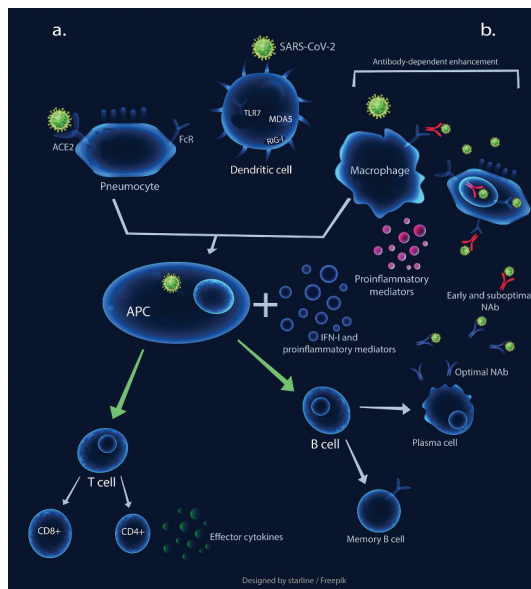 a.
b.
SARS-CoV-2
Antibody-dependent enhancement
TLR7
MDA5
RIG-I
ACE2
FcR
Pneumocyte
Dendritic cell
Macrophage
Proinflammatory
mediators
Early and suboptimal
NAb
APC
IFN-I and
proinflammatory mediators
Optimal NAb
B cell
Plasma cell
T cell
CD8+
CD4+
Effector cytokines
Memory B cell
Designed by starline / Freepik